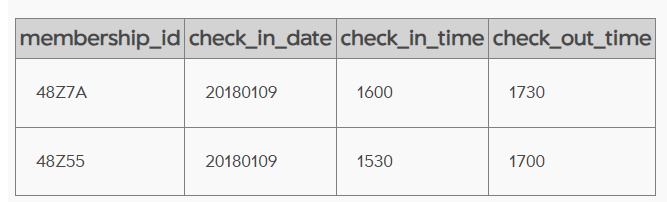 membership_id check_in_date check_in_time check_out_time
48Z7A 20180109 1600 1730
48Z55 20180109 1530 1700